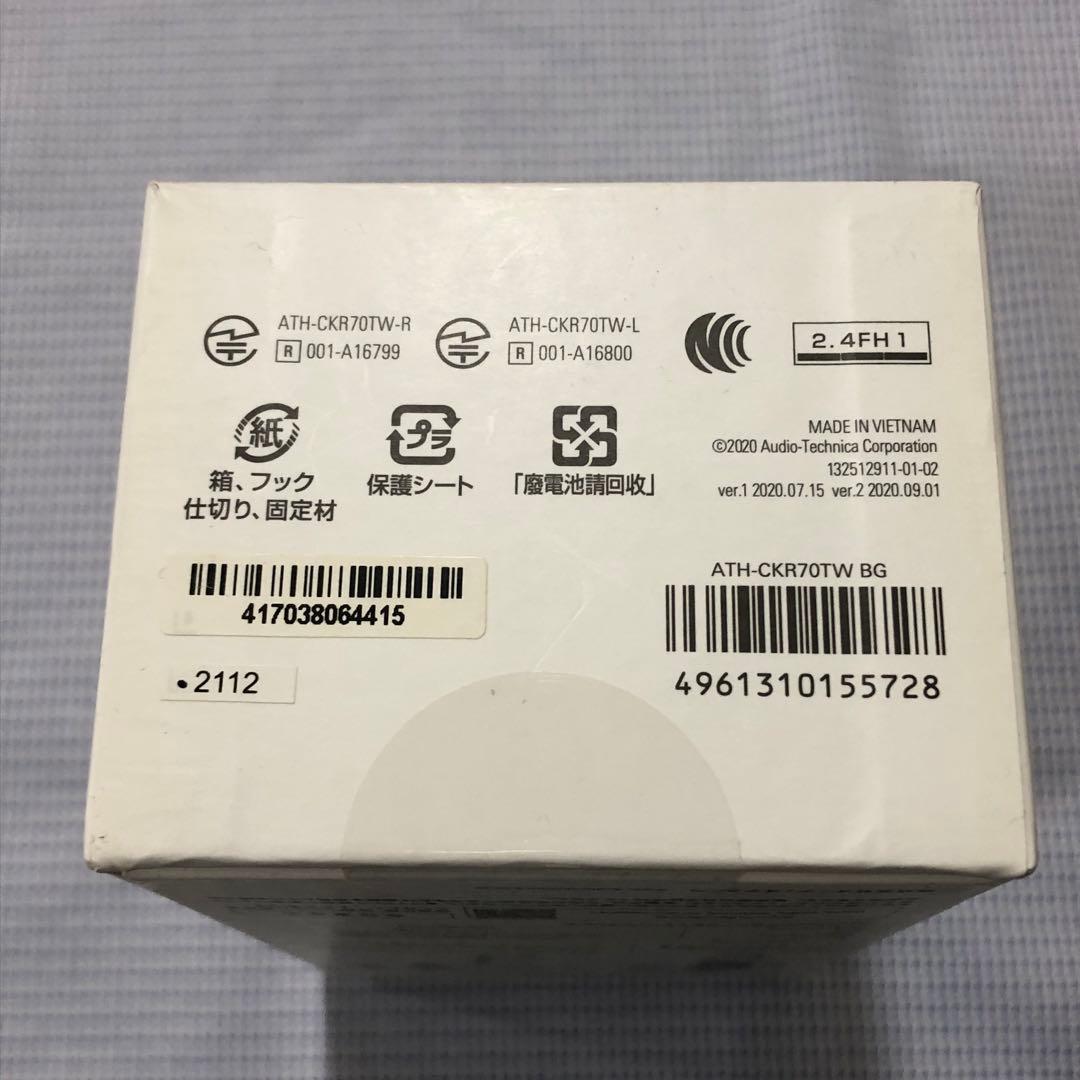 ATH-CKR70TW-R
R 001-A16799
ATH-CKR70TW-L
R 001-A16800
2.4FH1
紙
箱、フック
仕切り、固定材
プラ
保護シート
「廢電池請回收」
MADE IN VIETNAM
©2020 Audio-Technica Corporation
132512911-01-02
ver.1 2020.07.15 ver.2 2020.09.01
417038064415
•2112
ATH-CKR70TW BG
4961310155728